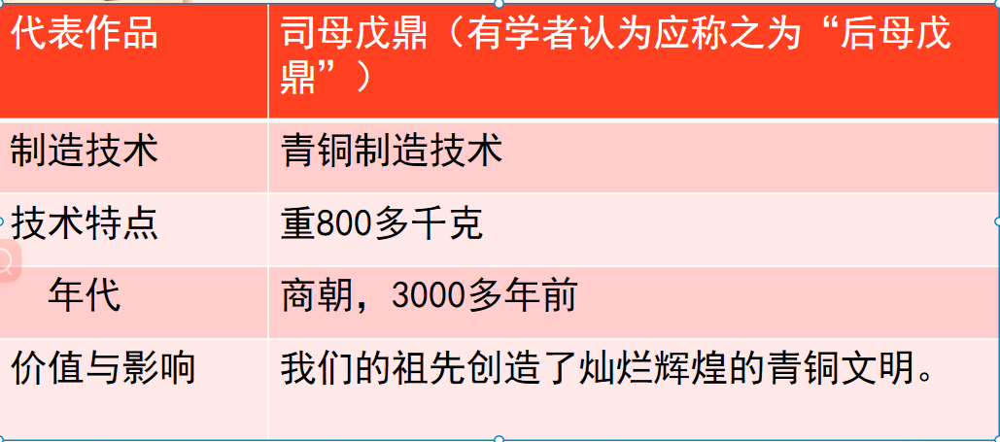 代表作品
司母戊鼎（有学者认为应称之为“后母戊
鼎”）
制造技术
青铜制造技术
技术特点
重800多千克
年代
商朝，3000多年前
价值与影响
我们的祖先创造了灿烂辉煌的青铜文明。